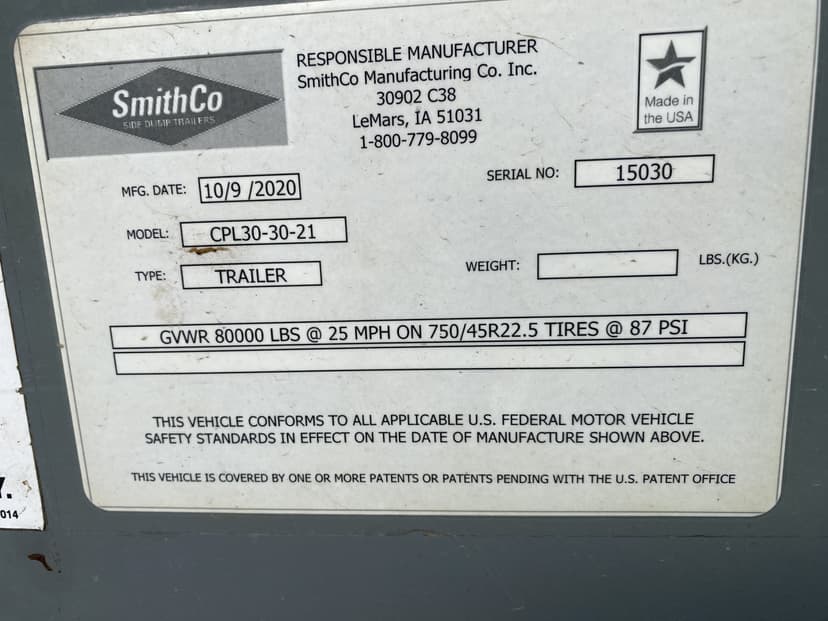 SmithCo
SIDE DUMP TRAILERS
RESPONSIBLE MANUFACTURER
SmithCo Manufacturing Co. Inc.
30902 C38
LeMars, IA 51031
1-800-779-8099
Made in
the USA
MFG. DATE: 10/9 /2020
SERIAL NO: 15030
MODEL: CPL30-30-21
TYPE: TRAILER
WEIGHT: LBS.(KG.)
GVWR 80000 LBS @ 25 MPH ON 750/45R22.5 TIRES @ 87 PSI
THIS VEHICLE CONFORMS TO ALL APPLICABLE U.S. FEDERAL MOTOR VEHICLE
SAFETY STANDARDS IN EFFECT ON THE DATE OF MANUFACTURE SHOWN ABOVE.
THIS VEHICLE IS COVERED BY ONE OR MORE PATENTS OR PATENTS PENDING WITH THE U.S. PATENT OFFICE
Y.
014